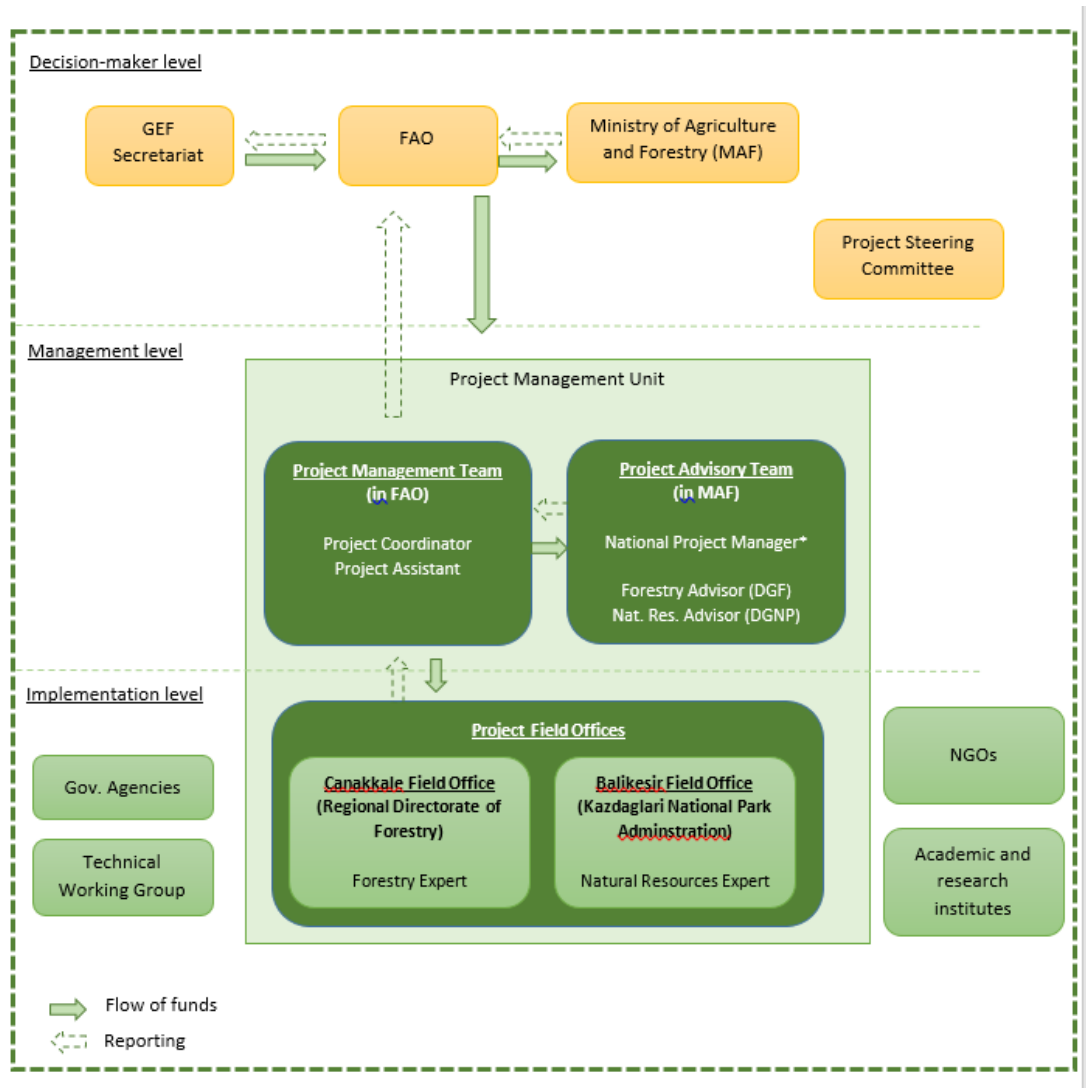 Decision-maker level
GEF
Secretariat
FAO
Ministry of Agriculture
and Forestry (MAF)
Project Steering
Committee
Management level
Project Management Unit
Project Management Team
(in FAO)
Project Coordinator
Project Assistant
Project Advisory Team
(in MAF)
National Project Manager*
Forestry Advisor (DGF)
Nat. Res. Advisor (DGNP)
Implementation level
Gov. Agencies
Technical
Working Group
Project Field Offices
Canakkale Field Office
(Regional Directorate of
Forestry)
Forestry Expert
Balikesir Field Office
(Kazdaglari National Park
Adminstration)
Natural Resources Expert
NGOs
Academic and
research
institutes
Flow of funds
Reporting